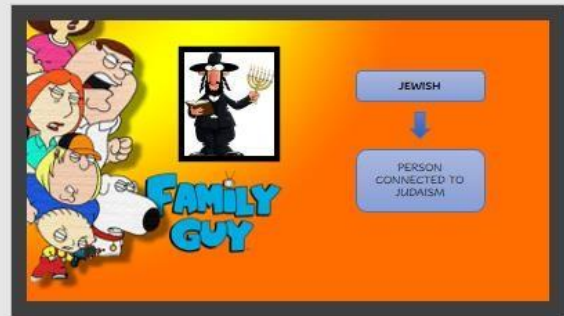 JEWISH
PERSON
CONNECTED TO
JUDAISM
FAMILY
GUY